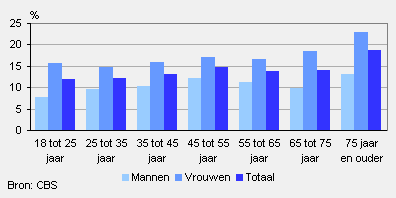 %
25
20
15
10
5
0
18 tot 25 25 tot 35 35 tot 45 45 tot 55 55 tot 65 65 tot 75 75 jaar
jaar jaar jaar jaar jaar jaar en ouder
Mannen Vrouwen Totaal
Bron: CBS